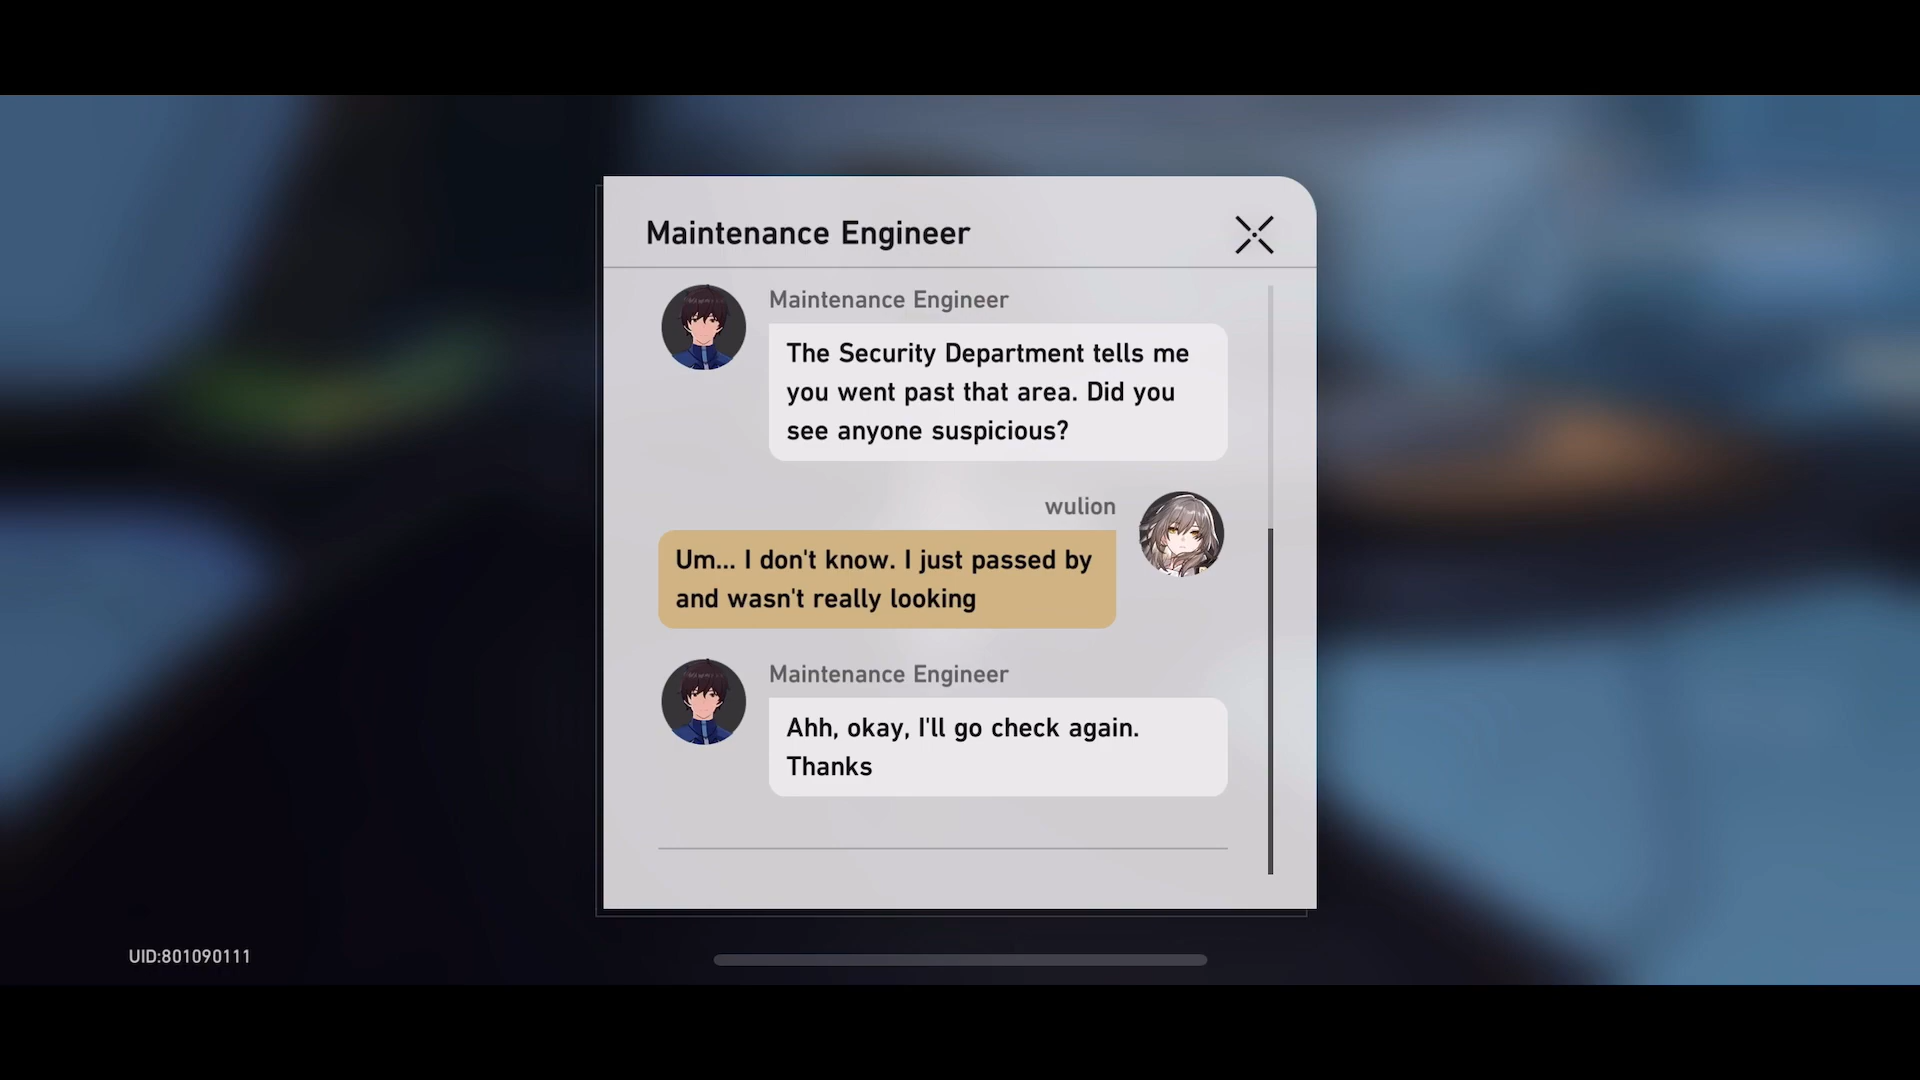 Maintenance Engineer
Maintenance Engineer
The Security Department tells me
you went past that area. Did you
see anyone suspicious?
wulion
Um... I don't know. I just passed by
and wasn't really looking
Maintenance Engineer
Ahh, okay, I'll go check again.
Thanks
UID:801090111